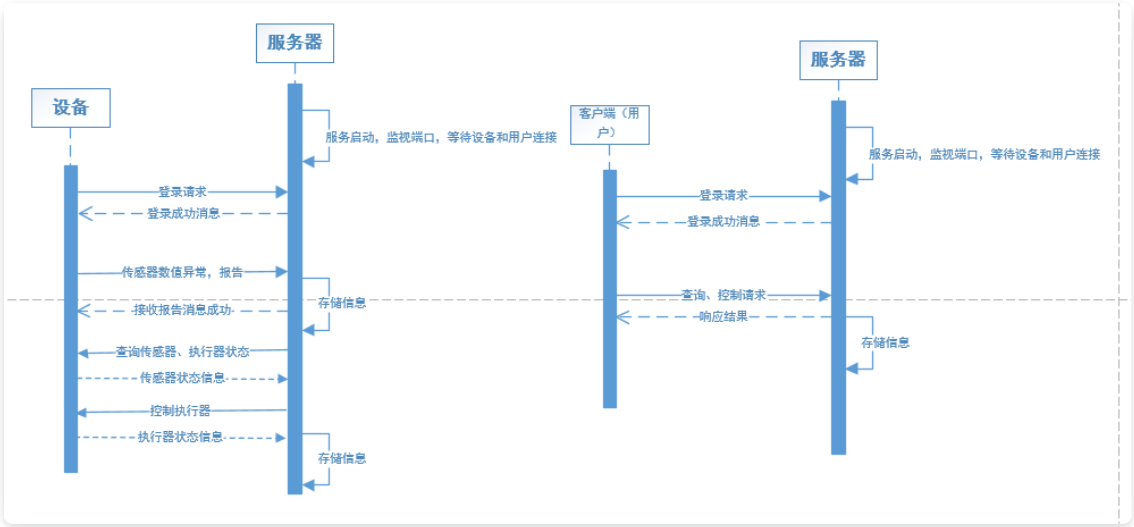 服务器
设备
服务启动，监视端口，等待设备和用户连接
登录请求
登录成功消息
传感器数值异常，报告
存储信息
接收报告消息成功
查询传感器、执行器状态
传感器状态信息
控制执行器
执行器状态信息
存储信息
服务器
客户端（用
户）
服务启动，监视端口，等待设备和用户连接
登录请求
登录成功消息
查询、控制请求
响应结果
存储信息